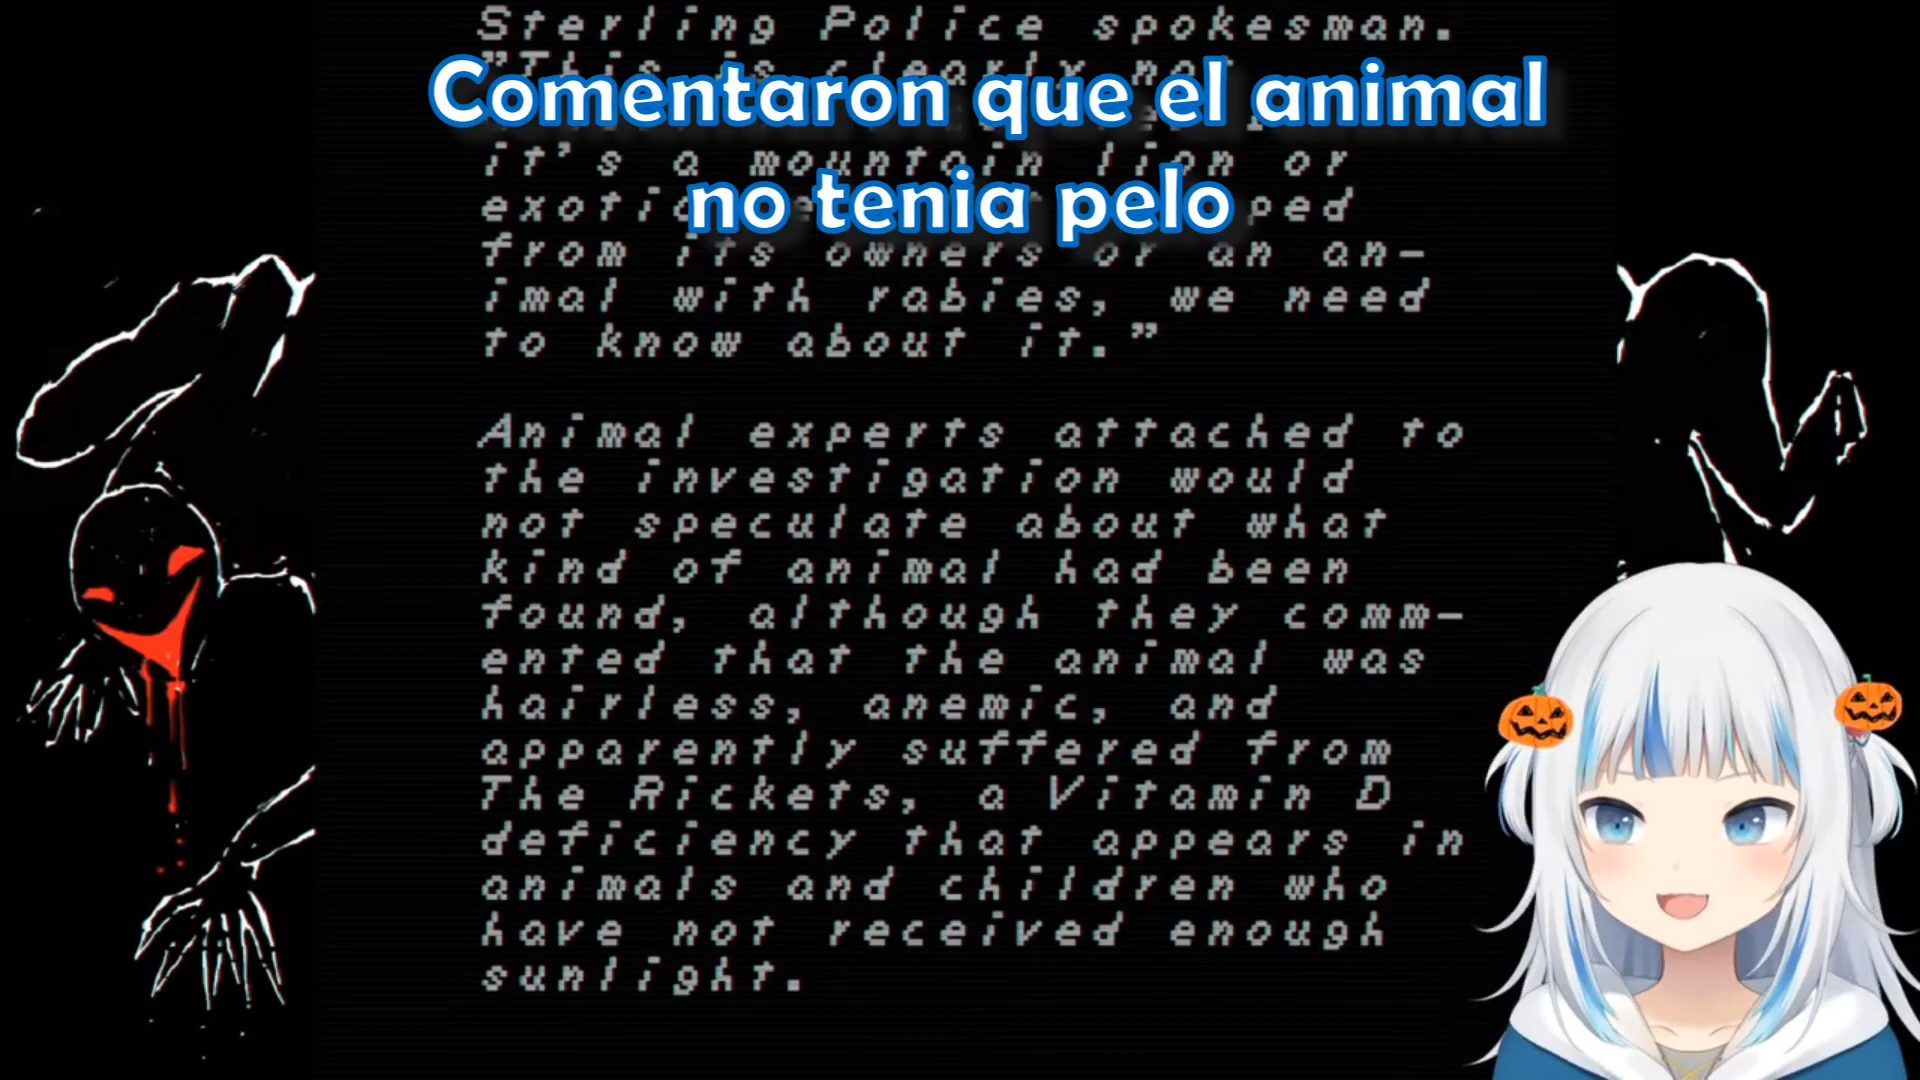 Sterling Police spokesman.
Comentaron que el animal
no tenia pelo
it's a mountain lion or
from its owners or an an-
imal with rabies, we need
to know about it."
Animal experts attached to
the investigation would
not speculate about what
kind of animal had been
found, although they comm-
ented that the animal was
hairless, anemic, and
apparently suffered from
The Rickets, a Vitamin D
deficiency that appears in
animals and children who
have not received enough
sunlight.